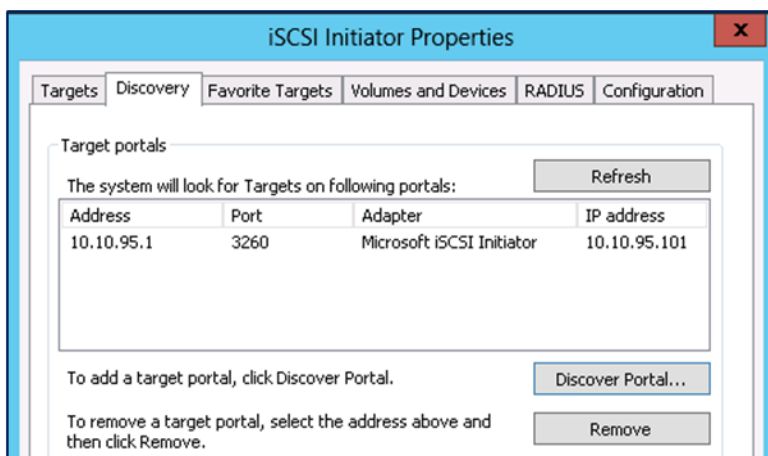 iSCSI Initiator Properties
x
Targets Discovery Favorite Targets Volumes and Devices RADIUS Configuration
Target portals
The system will look for Targets on following portals:
Refresh
Address Port Adapter IP address
10.10.95.1 3260 Microsoft iSCSI Initiator 10.10.95.101
To add a target portal, click Discover Portal.
Discover Portal...
To remove a target portal, select the address above and
then click Remove.
Remove